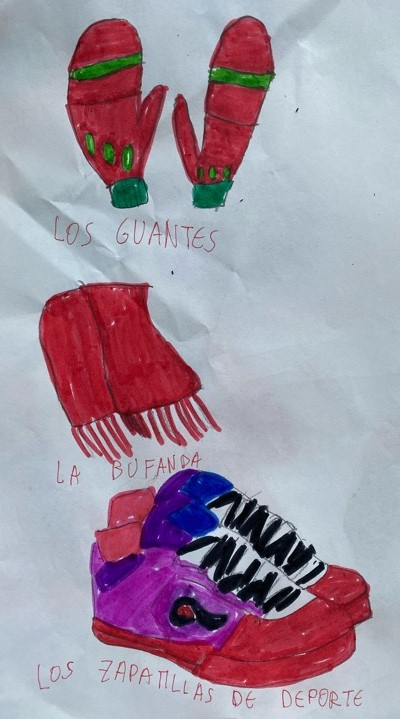 LOS GUANTES
LA BUFANDA
LOS ZAPATILLAS DE DEPORTE